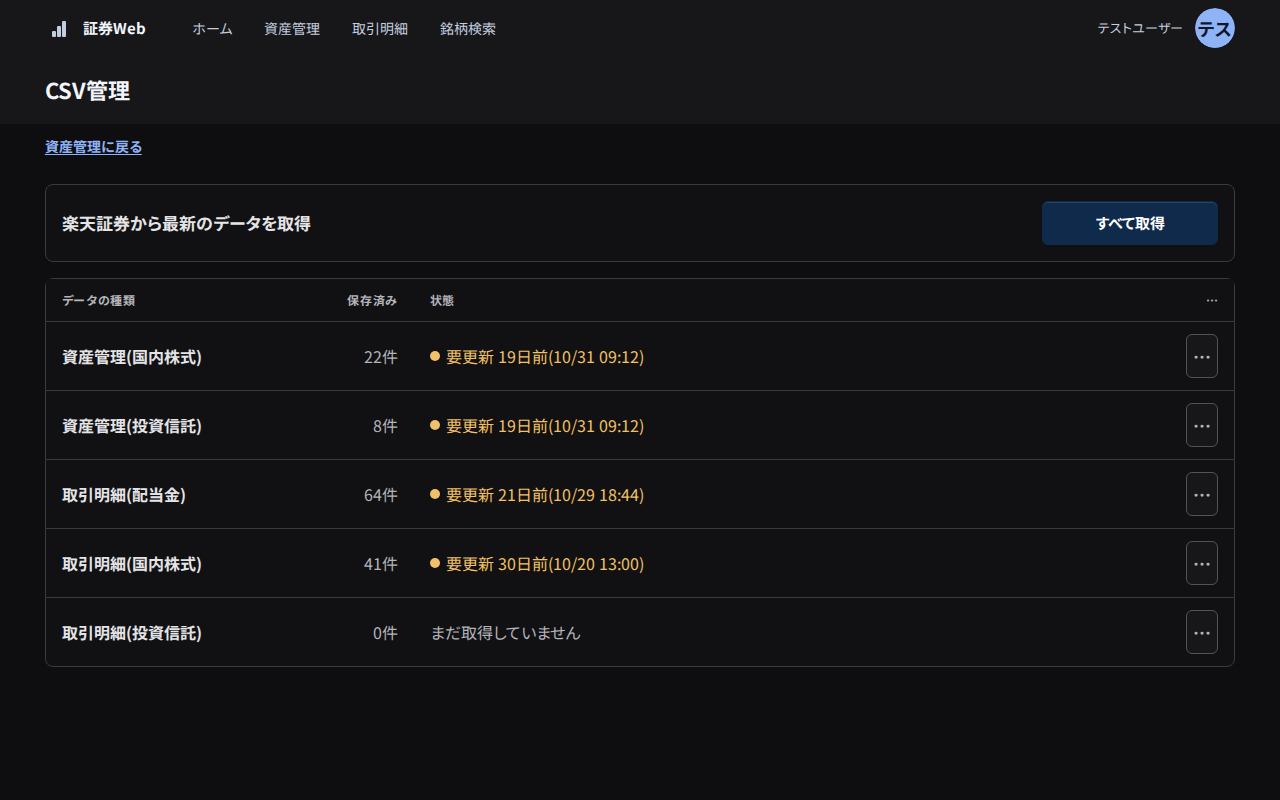 証券Web ホーム 資産管理 取引明細 銘柄検索 テストユーザー テス
CSV管理
資産管理に戻る
楽天証券から最新のデータを取得 すべて取得
データの種類 保存済み 状態 …
資産管理(国内株式) 22件 要更新 19日前(10/31 09:12) …
資産管理(投資信託) 8件 要更新 19日前(10/31 09:12) …
取引明細(配当金) 64件 要更新 21日前(10/29 18:44) …
取引明細(国内株式) 41件 要更新 30日前(10/20 13:00) …
取引明細(投資信託) 0件 まだ取得していません …